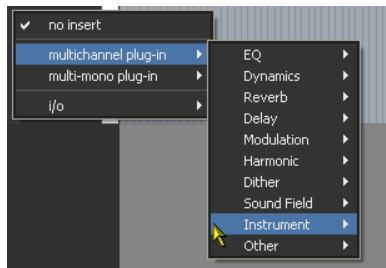 no insert
multichannel plug-in
multi-mono plug-in
i/o
EQ
Dynamics
Reverb
Delay
Modulation
Harmonic
Dither
Sound Field
Instrument
Other